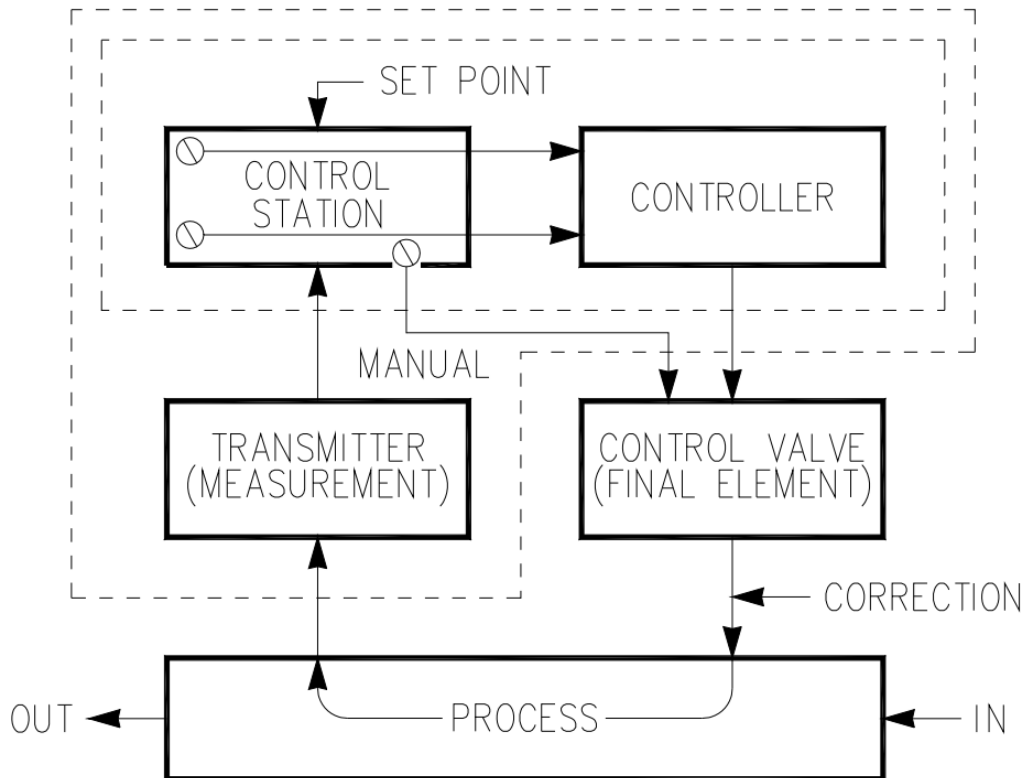 SET POINT
CONTROL
STATION
CONTROLLER
MANUAL
TRANSMITTER
(MEASUREMENT)
CONTROL VALVE
(FINAL ELEMENT)
CORRECTION
OUT
PROCESS
IN